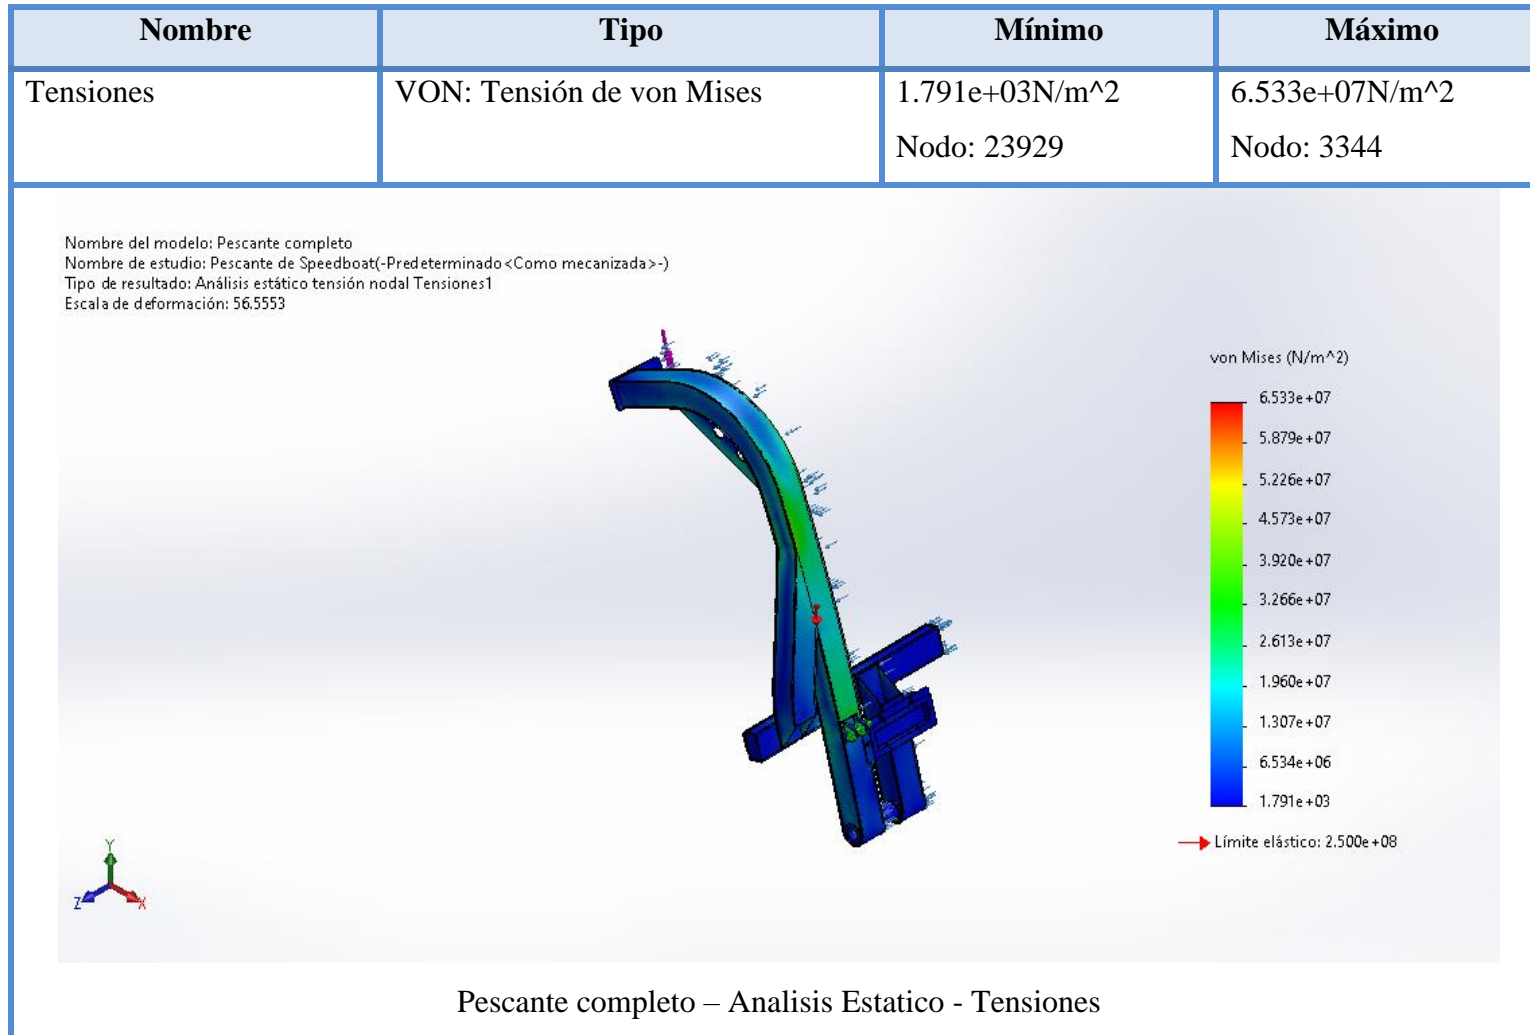 Nombre Tipo Mínimo Máximo
Tensiones VON: Tensión de von Mises 1.791e+03N/m^2 6.533e+07N/m^2
Nodo: 23929 Nodo: 3344
Nombre del modelo: Pescante completo
Nombre de estudio: Pescante de Speedboat(-Predeterminado<Como mecanizada>-)
Tipo de resultado: Análisis estático tensión nodal Tensiones1
Escala de deformación: 56.5553
von Mises (N/m^2)
6.533e+07
5.879e+07
5.226e+07
4.573e+07
3.920e+07
3.266e+07
2.613e+07
1.960e+07
1.307e+07
6.534e+06
1.791e+03
Límite elástico: 2.500e+08
Y
Z
X
Pescante completo – Analisis Estatico - Tensiones